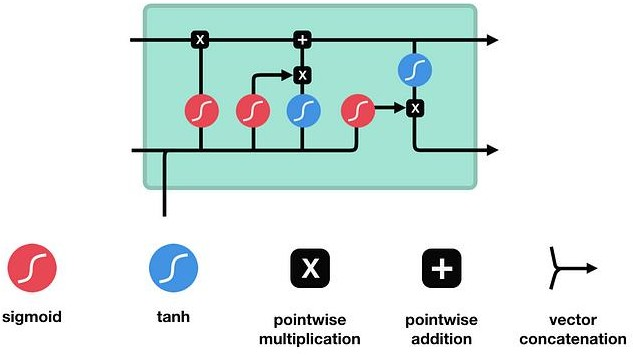 X
+
X
X
X
+
sigmoid
tanh
pointwise
multiplication
pointwise
addition
vector
concatenation